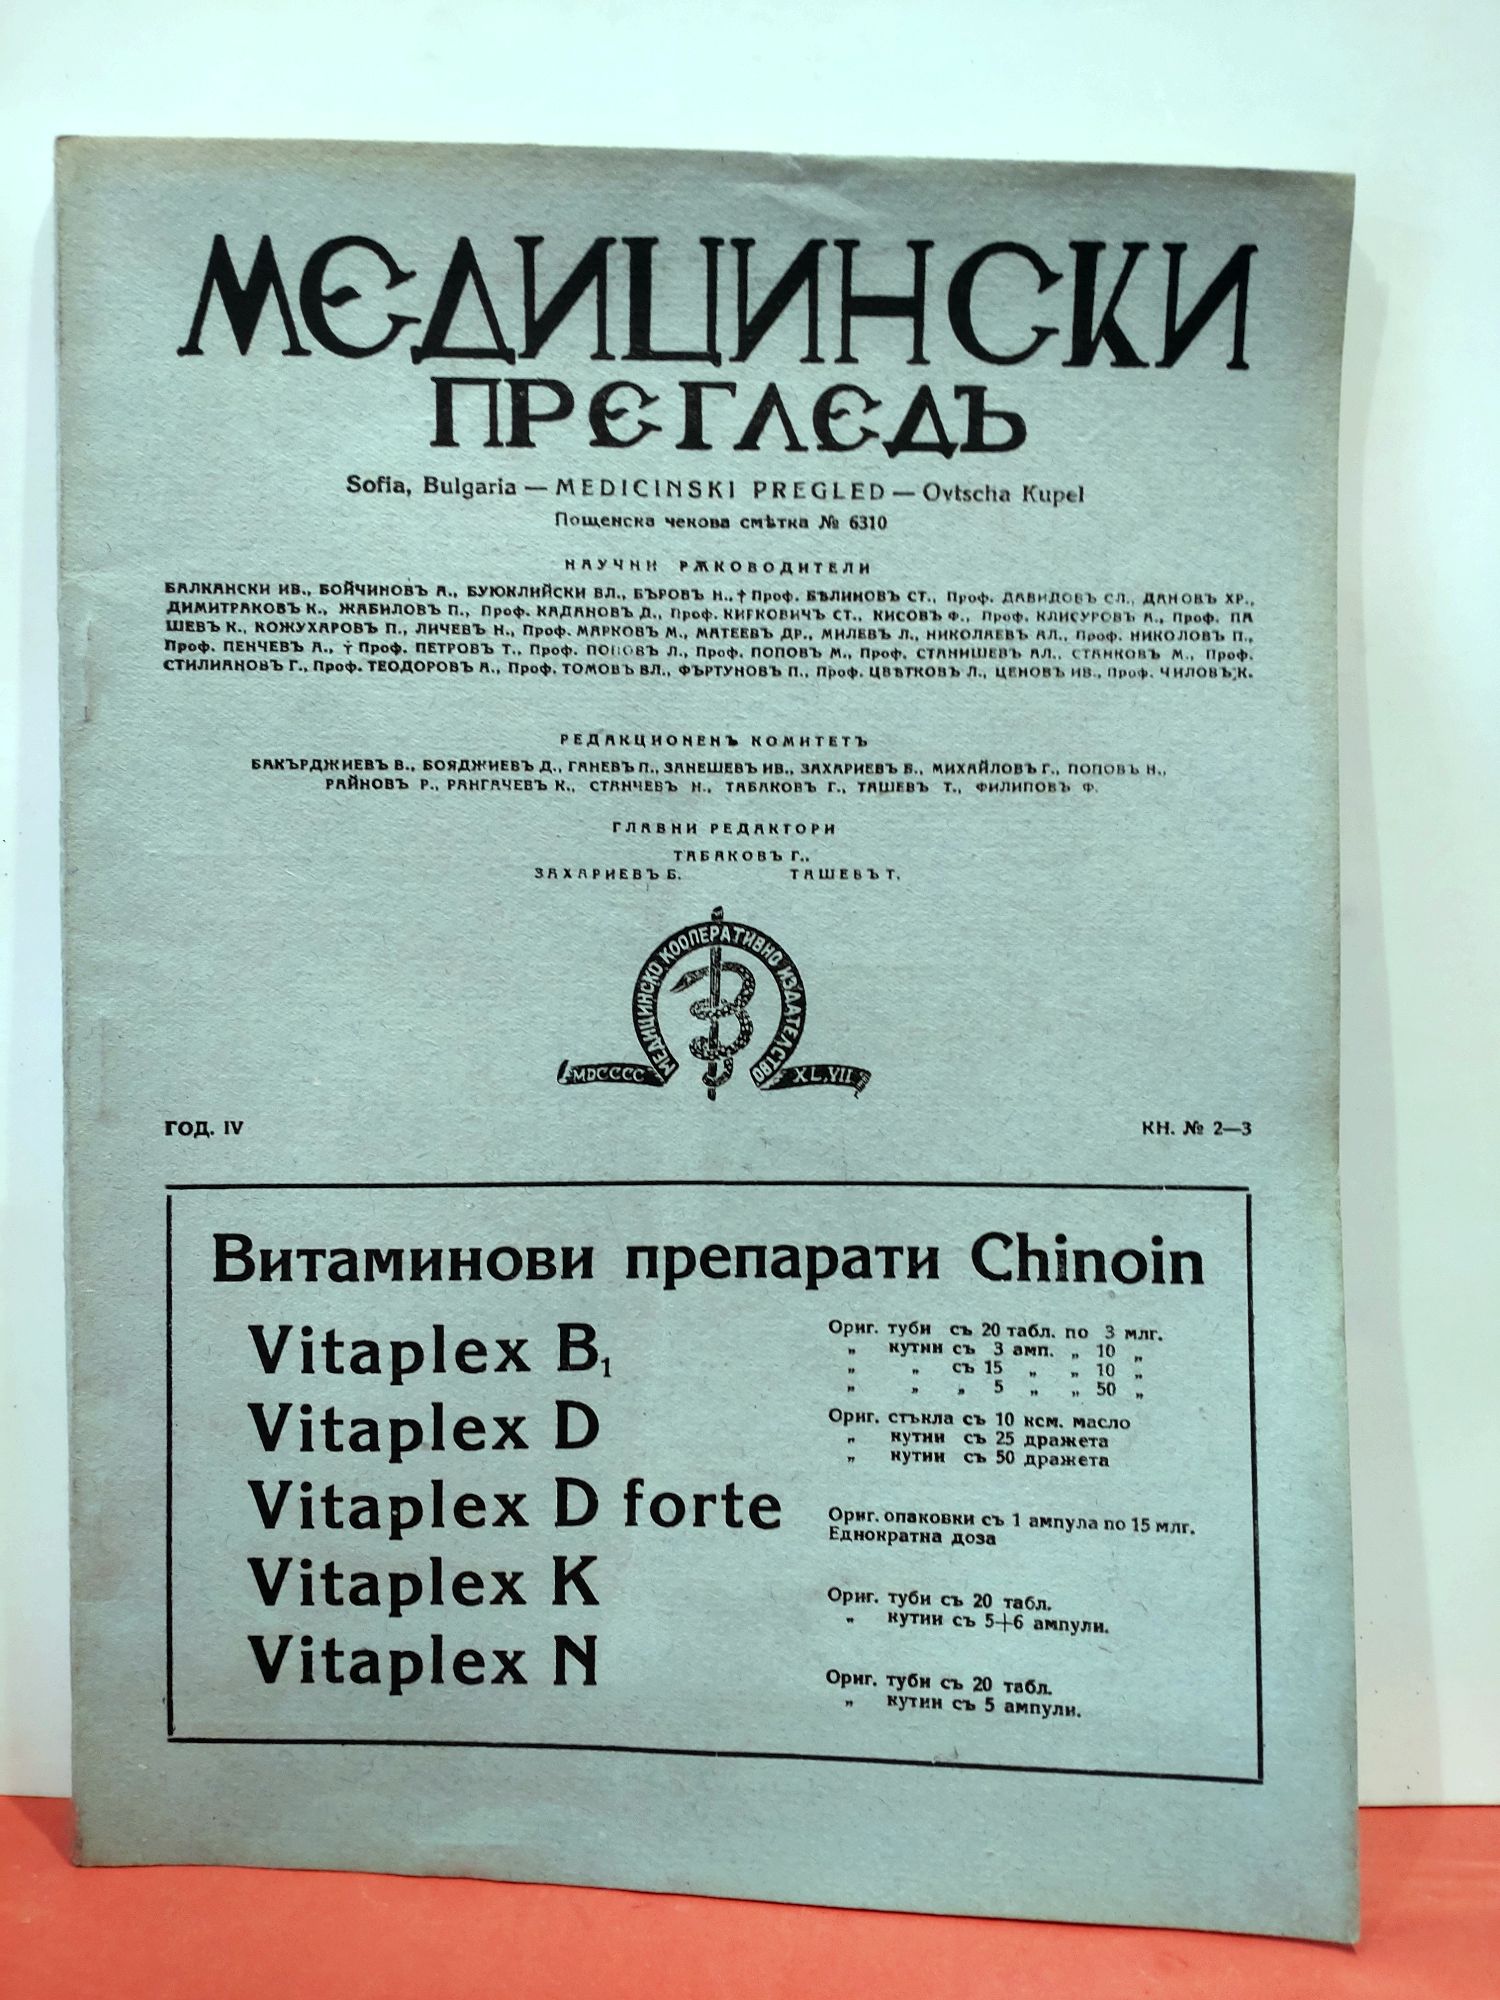 МЕДИЦИНСКИ
ПРЕГЛЕДЪ
Sofia, Bulgaria — MEDICINSKI PREGLED — Ovtscha Kupel
Пощенска чекова смѣтка № 6310
НАУЧНИ РѪКОВОДИТЕЛИ
БАЛКАНСКИ ИВ., БОЙЧИНОВЪ А., БУЮКЛИЙСКИ ВЛ., БЪРОВ Н., † Проф. БѢЛИНОВЪ СТ., Проф. ДАВИДОВЪ СЛ., ДАНОВЪ ХР.,
ДИМИТРАКОВЪ К., ЖАБИЛОВЪ П., Проф. КАДАНОВЪ Д., Проф. КИРКОВИЧЪ СТ., КИСОВЪ Ф., Проф. КЛИСУРОВЪ А., Проф. ПА
ШЕВЪ К., КОЖУХАРОВЪ П., ЛИЧЕВЪ Н., Проф. МАРКОВЪ М., МАТЕЕВЪ ДР., МИЛЕВЪ Л., НИКОЛАЕВЪ АЛ., Проф. НИКОЛОВЪ П.,
Проф. ПЕНЧЕВЪ А., † Проф. ПЕТРОВЪ Т., Проф. ПОПОВЪ Л., Проф. ПОПОВЪ М., Проф. СТАНИШЕВЪ АЛ., СТАНКОВЪ М., Проф.
СТИЛИАНОВЪ Г., Проф. ТЕОДОРОВЪ А., Проф. ТОМОВЪ ВЛ., ФЪРТУНОВЪ П., Проф. ЦВѢТКОВЪ Л., ЦЕНОВЪ ИВ., Проф. ЧИЛОВЪ К.
РЕДАКЦИОНЕНЪ КОМИТЕТЪ
БАКЪРДЖИЕВЪ В., БОЯДЖИЕВЪ Д., ГАНЕВЪ П., ЗАНЕШЕВЪ ИВ., ЗАХАРИЕВЪ Б., МИХАЙЛОВЪ Г., ПОПОВЪ Н.,
РАЙНОВЪ Р., РАНГАЧЕВЪ К., СТАНЧЕВЪ Н., ТАБАКОВЪ Г., ТАШЕВЪ Т., ФИЛИПОВЪ Ф.
ГЛАВНИ РЕДАКТОРИ
ТАБАКОВЪ Г.,
ЗАХАРИЕВЪ Б. ТАШЕВЪ Т.
МЕДИЦИНСКО КООПЕРАТИВНО ИЗДАТЕЛСТВО
MDCCCC XL.VII
ГОД. IV КН. № 2—3
Витаминови препарати Chinoin
Vitaplex B₁
Ориг. туби съ 20 табл. по 3 млг.
„ кутии съ 3 амп. „ 10 „
„ „ съ 15 „ „ 10 „
„ „ „ 5 „ „ 50 „
Vitaplex D
Ориг. стъкла съ 10 ксм. масло
„ кутии съ 25 дражета
„ кутии съ 50 дражета
Vitaplex D forte
Ориг. опаковки съ 1 ампула по 15 млг.
Еднократна доза
Vitaplex K
Ориг. туби съ 20 табл.
„ кутии съ 5+6 ампули.
Vitaplex N
Ориг. туби съ 20 табл.
„ кутии съ 5 ампули.